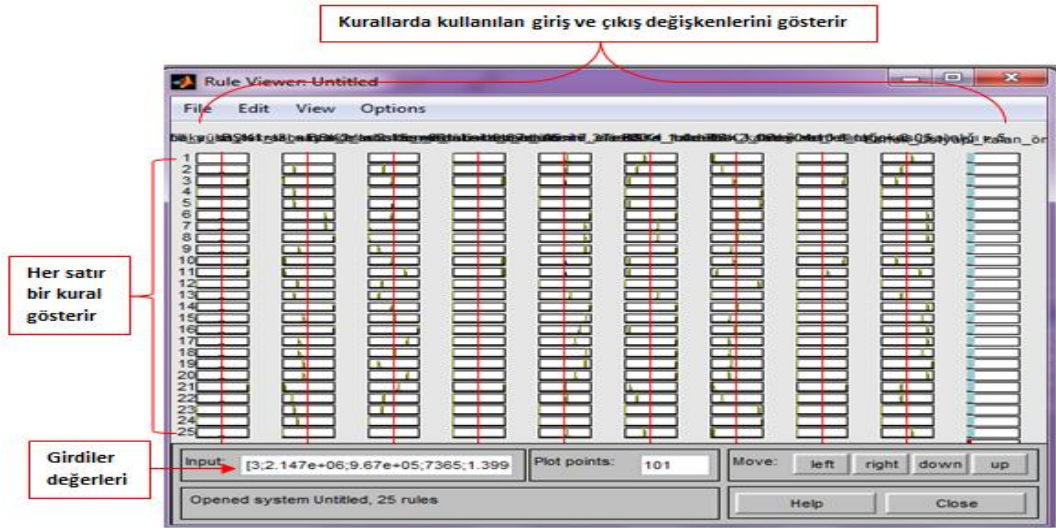 Kurallarda kullanılan giriş ve çıkış değişkenlerini gösterir
Rule Viewer: Untitled
File Edit View Options
1
2
3
4
5
6
7
8
9
10
11
12
13
14
15
16
17
18
19
20
21
22
23
24
25
Her satır
bir kural
gösterir
Girdiler
değerleri
Input: [3;2.147e+06;9.67e+05;7365;1.399 Plot points: 101 Move: left right down up
Opened system Untitled, 25 rules Help Close